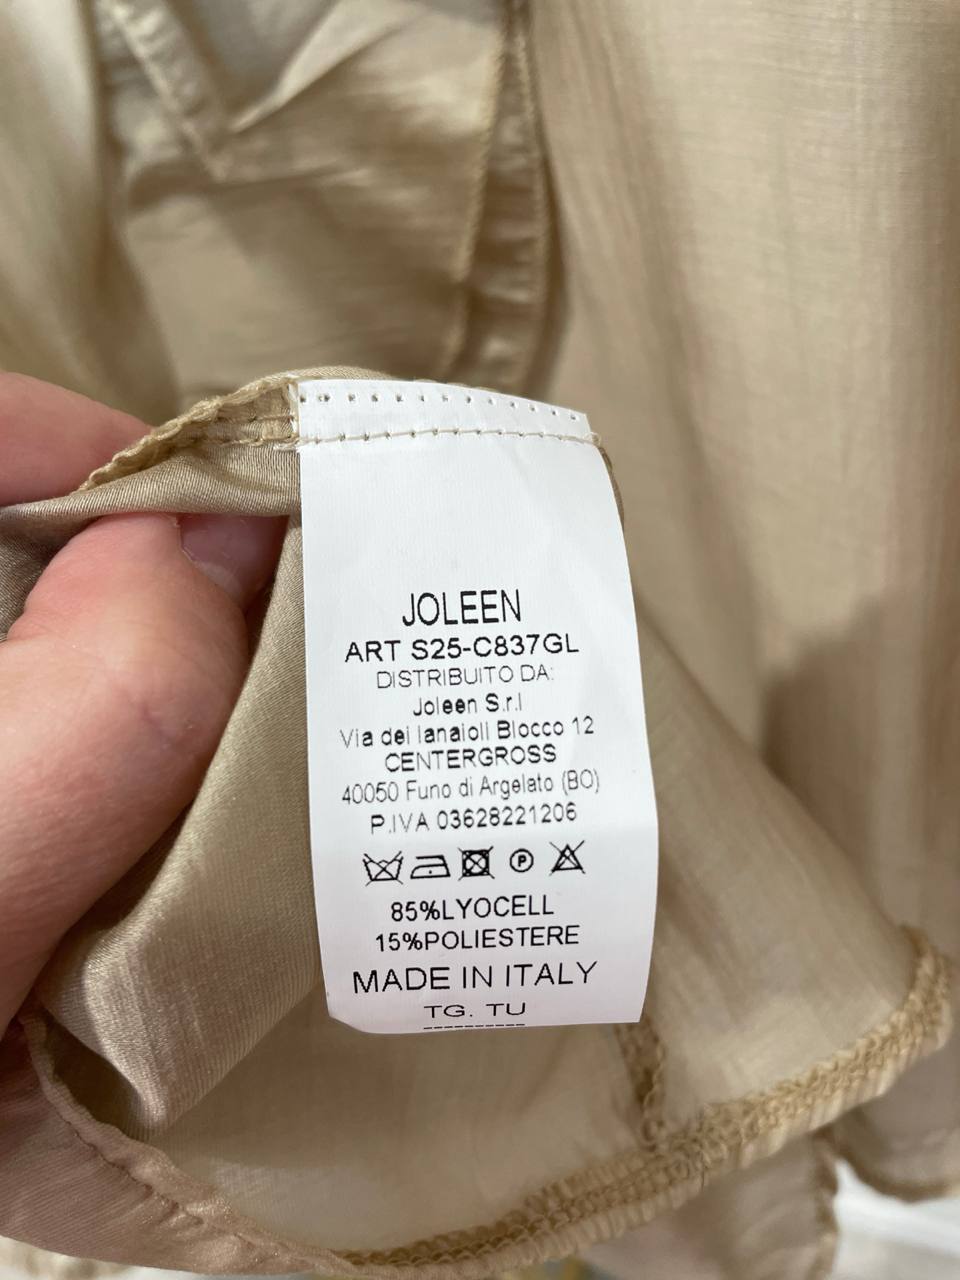 JOLEEN
ART S25-C837GL
DISTRIBUITO DA:
Joleen S.r.l
Via dei lanaioli Blocco 12
CENTERGROSS
40050 Funo di Argelato (BO)
P.IVA 03628221206
P
85%LYOCELL
15%POLIESTERE
MADE IN ITALY
TG. TU